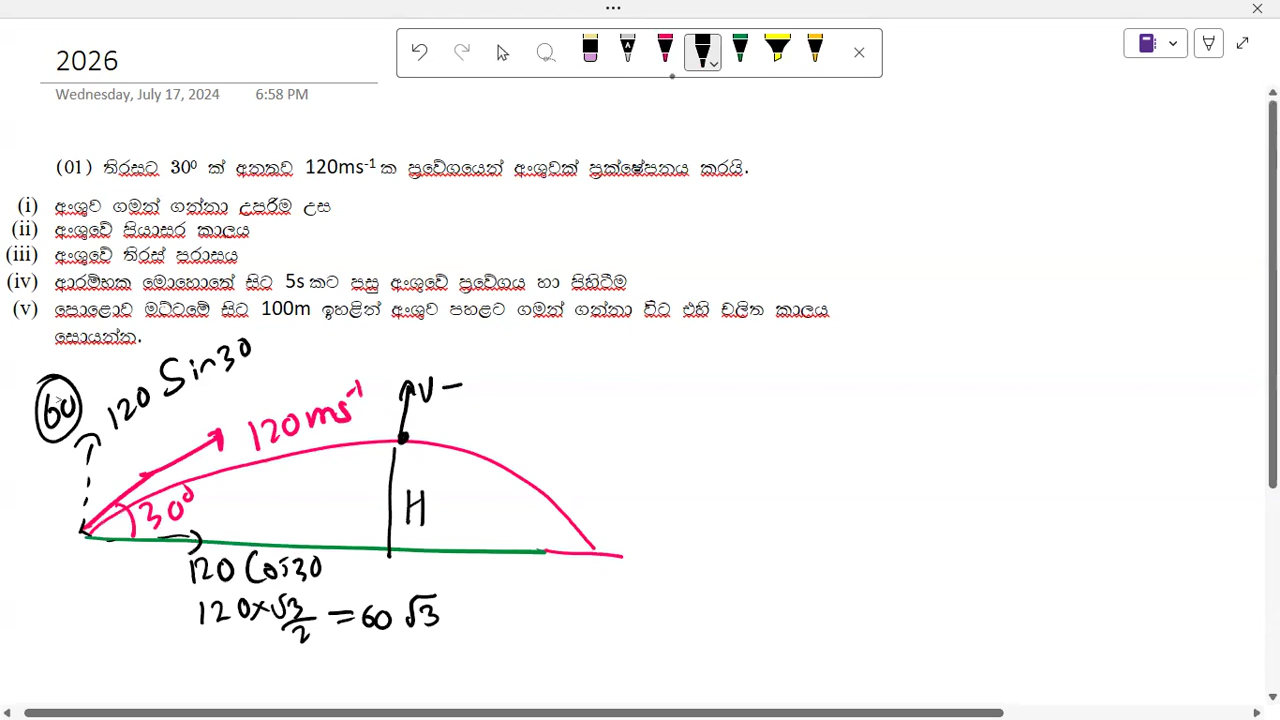 2026
Wednesday, July 17, 2024 6:58 PM
(01) තිරසට 30⁰ ක් අනතව 120ms⁻¹ ක ප්‍රවේගයෙන් අංශුවක් ප්‍රක්ෂේපනය කරයි.
(i) අංශුව ගමන් ගන්නා උපරිම උස
(ii) අංශුවේ පියාසර කාලය
(iii) අංශුවේ තිරස් පරාසය
(iv) ආරම්භක මොහොතේ සිට 5s කට පසු අංශුවේ ප්‍රවේගය හා පිහිටීම
(v) පොළොව මට්ටමේ සිට 100m ඉහළින් අංශුව පහළට ගමන් ගන්නා විට එහි චලිත කාලය
සොයන්න.
60
120 Sin30
120ms⁻¹
V –
30⁰
H
120 Cos30
120×√3/2 = 60 √3